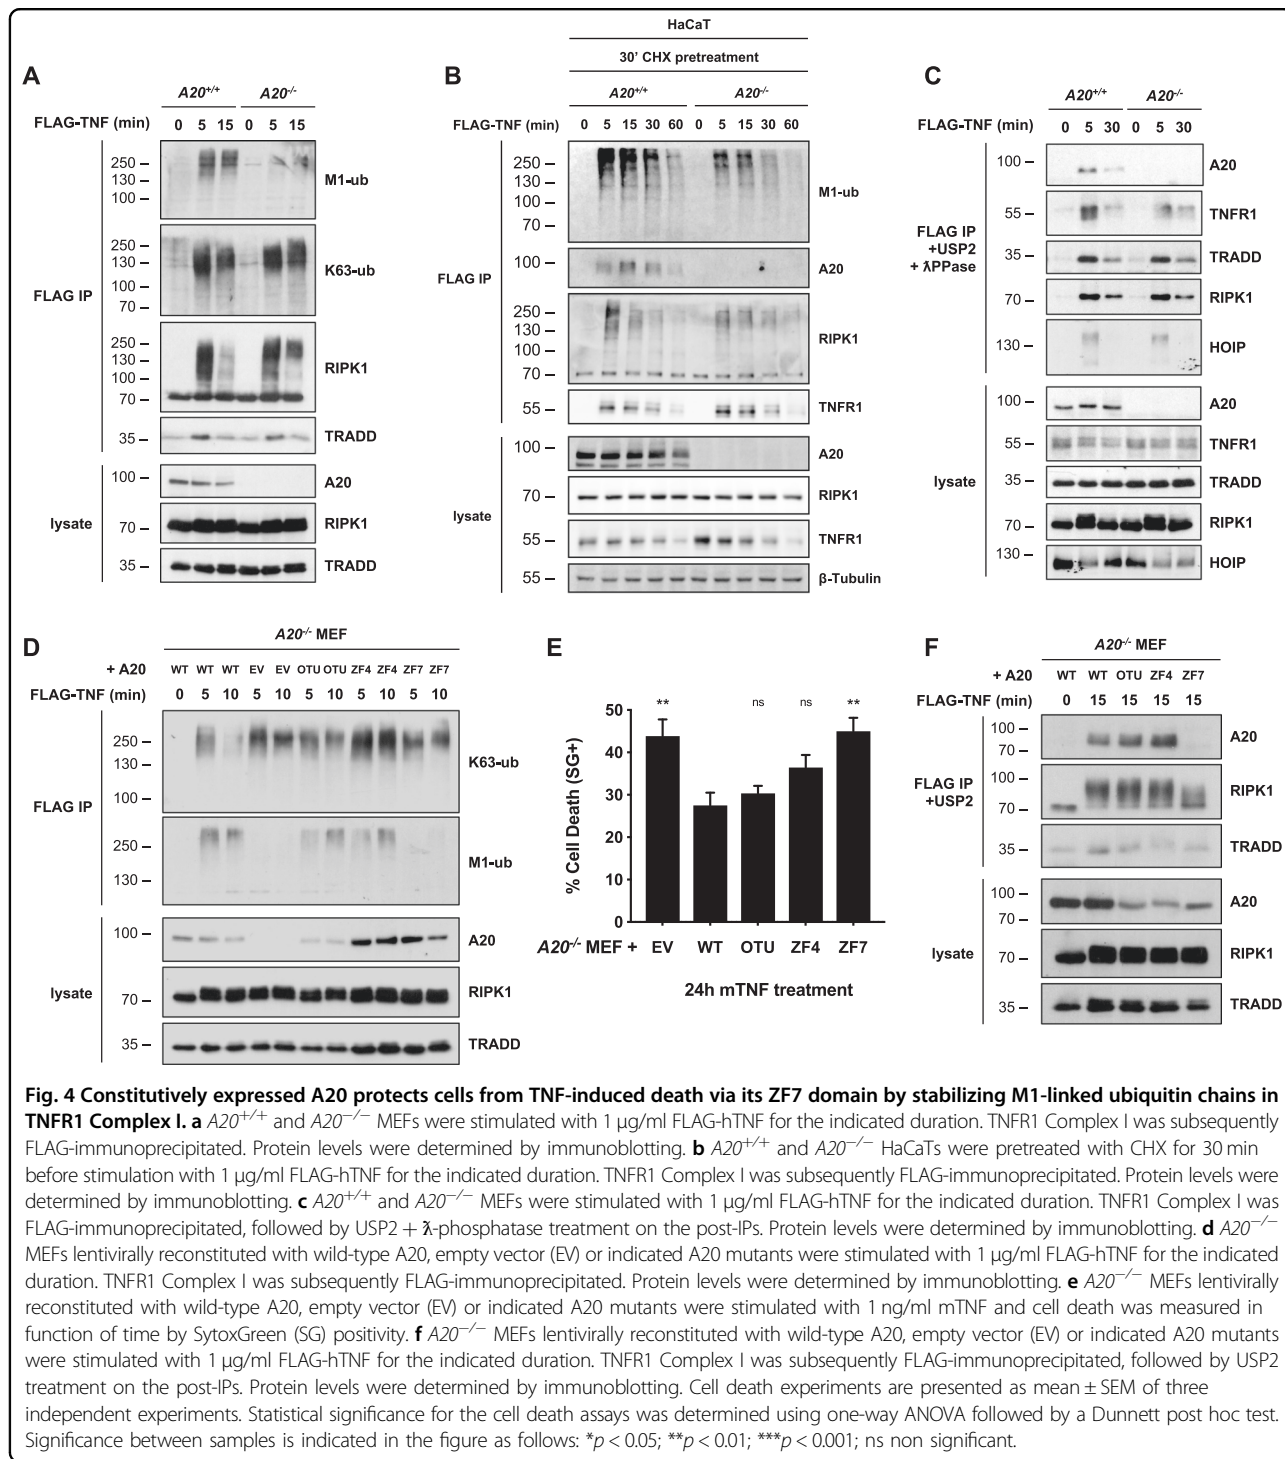 A
A20+/+ A20-/-
FLAG-TNF (min) 0 5 15 0 5 15
FLAG IP
250
130
100
M1-ub
250
130
100
70
K63-ub
250
130
100
70
RIPK1
35
TRADD
lysate
100
A20
70
RIPK1
35
TRADD
B
HaCaT
30' CHX pretreatment
A20+/+ A20-/-
FLAG-TNF (min) 0 5 15 30 60 0 5 15 30 60
FLAG IP
250
130
100
70
M1-ub
100
A20
250
130
100
70
RIPK1
55
TNFR1
lysate
100
A20
70
RIPK1
55
TNFR1
55
β-Tubulin
C
A20+/+ A20-/-
FLAG-TNF (min) 0 5 30 0 5 30
FLAG IP
+USP2
+ λPPase
100
A20
55
TNFR1
35
TRADD
70
RIPK1
130
HOIP
lysate
100
A20
55
TNFR1
35
TRADD
70
RIPK1
130
HOIP
D
A20-/- MEF
+ A20 WT WT WT EV EV OTU OTU ZF4 ZF4 ZF7 ZF7
FLAG-TNF (min) 0 5 10 5 10 5 10 5 10 5 10
FLAG IP
250
130
100
K63-ub
250
130
M1-ub
lysate
100
A20
70
RIPK1
35
TRADD
E
% Cell Death (SG+)
50
40
30
20
10
0
** ns ns **
A20-/- MEF + EV WT OTU ZF4 ZF7
24h mTNF treatment
F
A20-/- MEF
+ A20 WT WT OTU ZF4 ZF7
FLAG-TNF (min) 0 15 15 15 15
FLAG IP
+USP2
100
70
A20
100
70
RIPK1
35
TRADD
lysate
100
70
A20
70
RIPK1
35
TRADD
Fig. 4 Constitutively expressed A20 protects cells from TNF-induced death via its ZF7 domain by stabilizing M1-linked ubiquitin chains in
TNFR1 Complex I. a A20+/+ and A20−/− MEFs were stimulated with 1 µg/ml FLAG-hTNF for the indicated duration. TNFR1 Complex I was subsequently
FLAG-immunoprecipitated. Protein levels were determined by immunoblotting. b A20+/+ and A20−/− HaCaTs were pretreated with CHX for 30 min
before stimulation with 1 µg/ml FLAG-hTNF for the indicated duration. TNFR1 Complex I was subsequently FLAG-immunoprecipitated. Protein levels were
determined by immunoblotting. c A20+/+ and A20−/− MEFs were stimulated with 1 µg/ml FLAG-hTNF for the indicated duration. TNFR1 Complex I was
FLAG-immunoprecipitated, followed by USP2 + λ-phosphatase treatment on the post-IPs. Protein levels were determined by immunoblotting. d A20−/−
MEFs lentivirally reconstituted with wild-type A20, empty vector (EV) or indicated A20 mutants were stimulated with 1 µg/ml FLAG-hTNF for the indicated
duration. TNFR1 Complex I was subsequently FLAG-immunoprecipitated. Protein levels were determined by immunoblotting. e A20−/− MEFs lentivirally
reconstituted with wild-type A20, empty vector (EV) or indicated A20 mutants were stimulated with 1 ng/ml mTNF and cell death was measured in
function of time by SytoxGreen (SG) positivity. f A20−/− MEFs lentivirally reconstituted with wild-type A20, empty vector (EV) or indicated A20 mutants
were stimulated with 1 µg/ml FLAG-hTNF for the indicated duration. TNFR1 Complex I was subsequently FLAG-immunoprecipitated, followed by USP2
treatment on the post-IPs. Protein levels were determined by immunoblotting. Cell death experiments are presented as mean ± SEM of three
independent experiments. Statistical significance for the cell death assays was determined using one-way ANOVA followed by a Dunnett post hoc test.
Significance between samples is indicated in the figure as follows: *p < 0.05; **p < 0.01; ***p < 0.001; ns non significant.